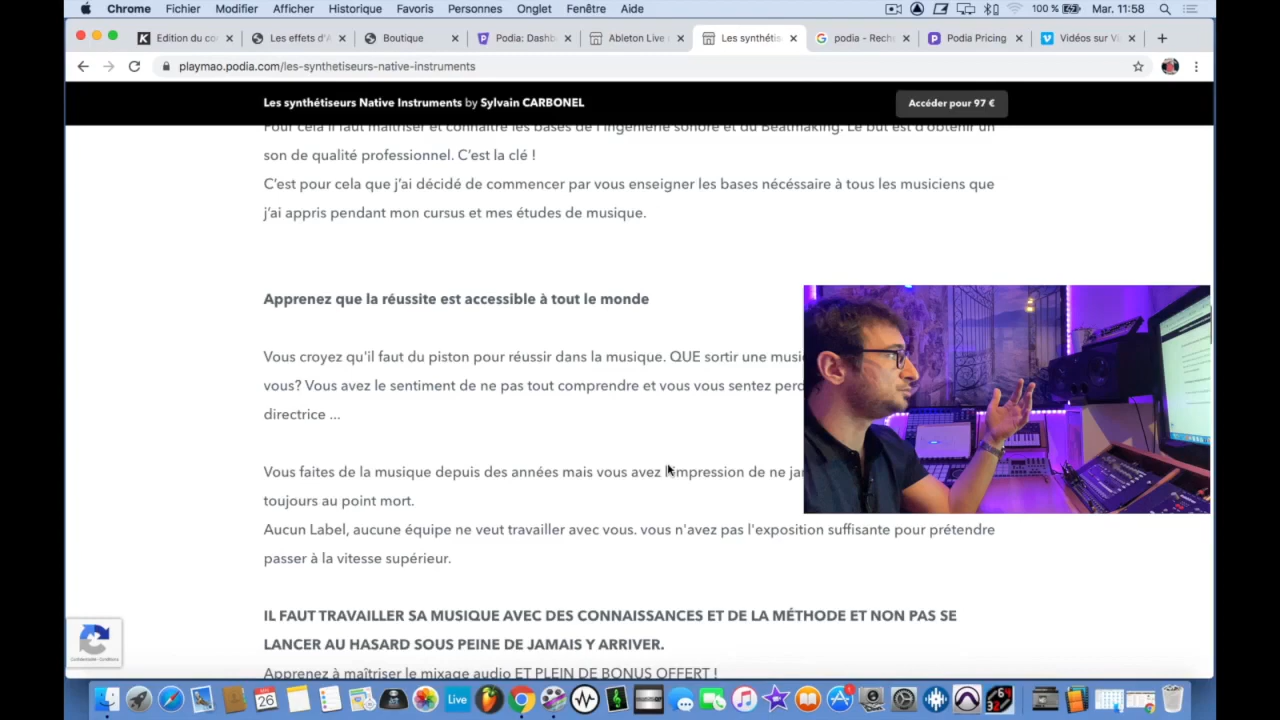 Chrome Fichier Modifier Afficher Historique Favoris Personnes Onglet Fenêtre Aide 100 % Mar. 11:58
Edition du co Les effets d'A Boutique Podia: Dashb Ableton Live Les synthétis podia - Rech Podia Pricing Vidéos sur Vi
playmao.podia.com/les-synthetiseurs-native-instruments
Les synthétiseurs Native Instruments by Sylvain CARBONEL Accéder pour 97 €
Pour cela il faut maîtriser et connaître les bases de l'ingénierie sonore et du Beatmaking. Le but est d'obtenir un
son de qualité professionnel. C'est la clé !
C'est pour cela que j'ai décidé de commencer par vous enseigner les bases nécéssaire à tous les musiciens que
j'ai appris pendant mon cursus et mes études de musique.
Apprenez que la réussite est accessible à tout le monde
Vous croyez qu'il faut du piston pour réussir dans la musique. QUE sortir une musi
vous? Vous avez le sentiment de ne pas tout comprendre et vous vous sentez perd
directrice ...
Vous faites de la musique depuis des années mais vous avez l'impression de ne jar
toujours au point mort.
Aucun Label, aucune équipe ne veut travailler avec vous. vous n'avez pas l'exposition suffisante pour prétendre
passer à la vitesse supérieur.
IL FAUT TRAVAILLER SA MUSIQUE AVEC DES CONNAISSANCES ET DE LA MÉTHODE ET NON PAS SE
LANCER AU HASARD SOUS PEINE DE JAMAIS Y ARRIVER.
Apprenez à maîtriser le mixage audio ET PLEIN DE BONUS OFFERT !
26
Live